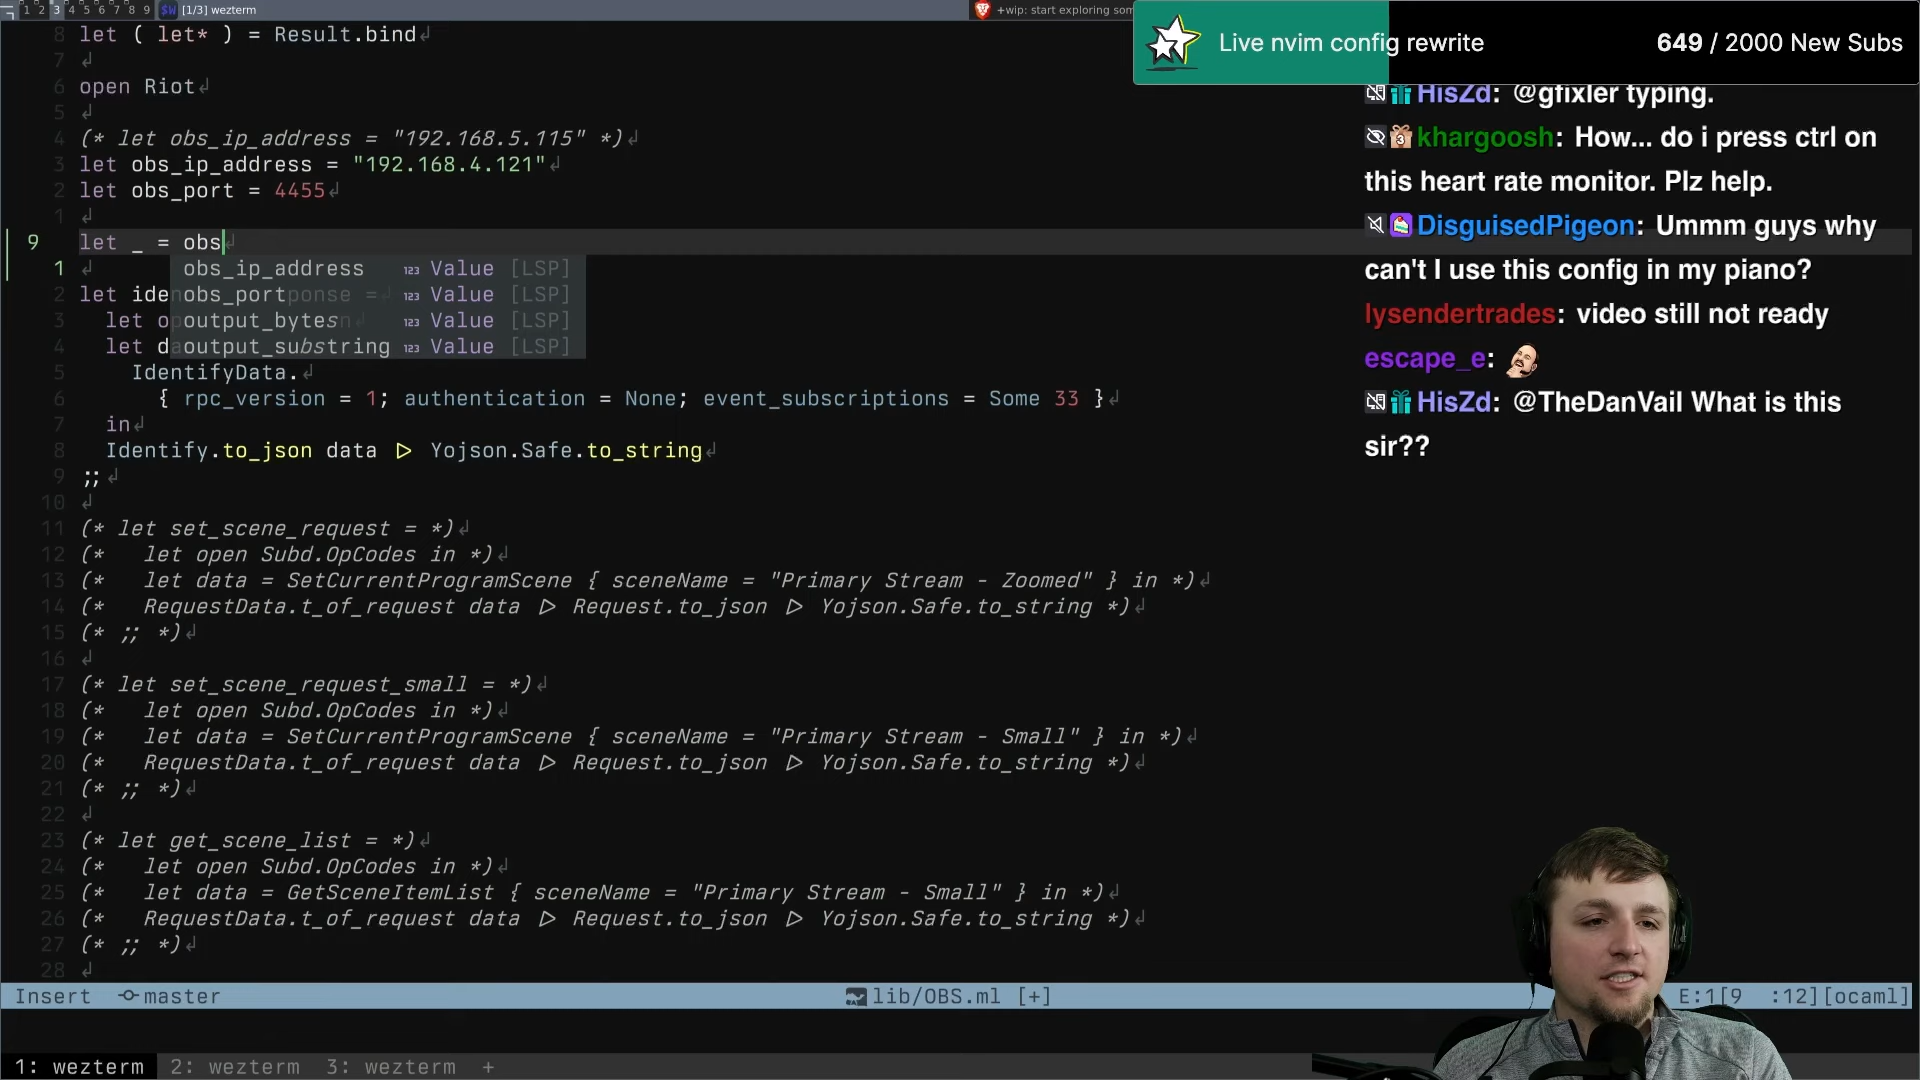 1 2 3 4 5 6 7 8 9 $W [1/3] wezterm
+wip: start exploring som
Live nvim config rewrite 649 / 2000 New Subs
8 let ( let* ) = Result.bind↲
7 ↲
6 open Riot↲
5 ↲
4 (* let obs_ip_address = "192.168.5.115" *)↲
3 let obs_ip_address = "192.168.4.121"↲
2 let obs_port = 4455↲
1 ↲
9 let _ = obs↲
1 ↲ obs_ip_address 123 Value [LSP]
2 let iden obs_port ponse =↲ 123 Value [LSP]
3 let op output_bytes n↲ 123 Value [LSP]
4 let da output_substring 123 Value [LSP]
5 IdentifyData.↲
6 { rpc_version = 1; authentication = None; event_subscriptions = Some 33 }↲
7 in↲
8 Identify.to_json data ▷ Yojson.Safe.to_string↲
9 ;;↲
10 ↲
11 (* let set_scene_request = *)↲
12 (* let open Subd.OpCodes in *)↲
13 (* let data = SetCurrentProgramScene { sceneName = "Primary Stream - Zoomed" } in *)↲
14 (* RequestData.t_of_request data ▷ Request.to_json ▷ Yojson.Safe.to_string *)↲
15 (* ;; *)↲
16 ↲
17 (* let set_scene_request_small = *)↲
18 (* let open Subd.OpCodes in *)↲
19 (* let data = SetCurrentProgramScene { sceneName = "Primary Stream - Small" } in *)↲
20 (* RequestData.t_of_request data ▷ Request.to_json ▷ Yojson.Safe.to_string *)↲
21 (* ;; *)↲
22 ↲
23 (* let get_scene_list = *)↲
24 (* let open Subd.OpCodes in *)↲
25 (* let data = GetSceneItemList { sceneName = "Primary Stream - Small" } in *)↲
26 (* RequestData.t_of_request data ▷ Request.to_json ▷ Yojson.Safe.to_string *)↲
27 (* ;; *)↲
28 ↲
HisZd: @gfixler typing.
khargoosh: How... do i press ctrl on
this heart rate monitor. Plz help.
DisguisedPigeon: Ummm guys why
can't I use this config in my piano?
lysendertrades: video still not ready
escape_e:
HisZd: @TheDanVail What is this
sir??
Insert master lib/OBS.ml [+] E:1[9 :12][ocaml]
1: wezterm 2: wezterm 3: wezterm +